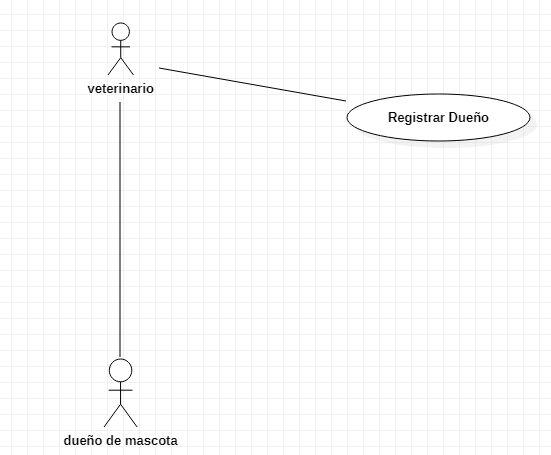 veterinario
Registrar Dueño
dueño de mascota